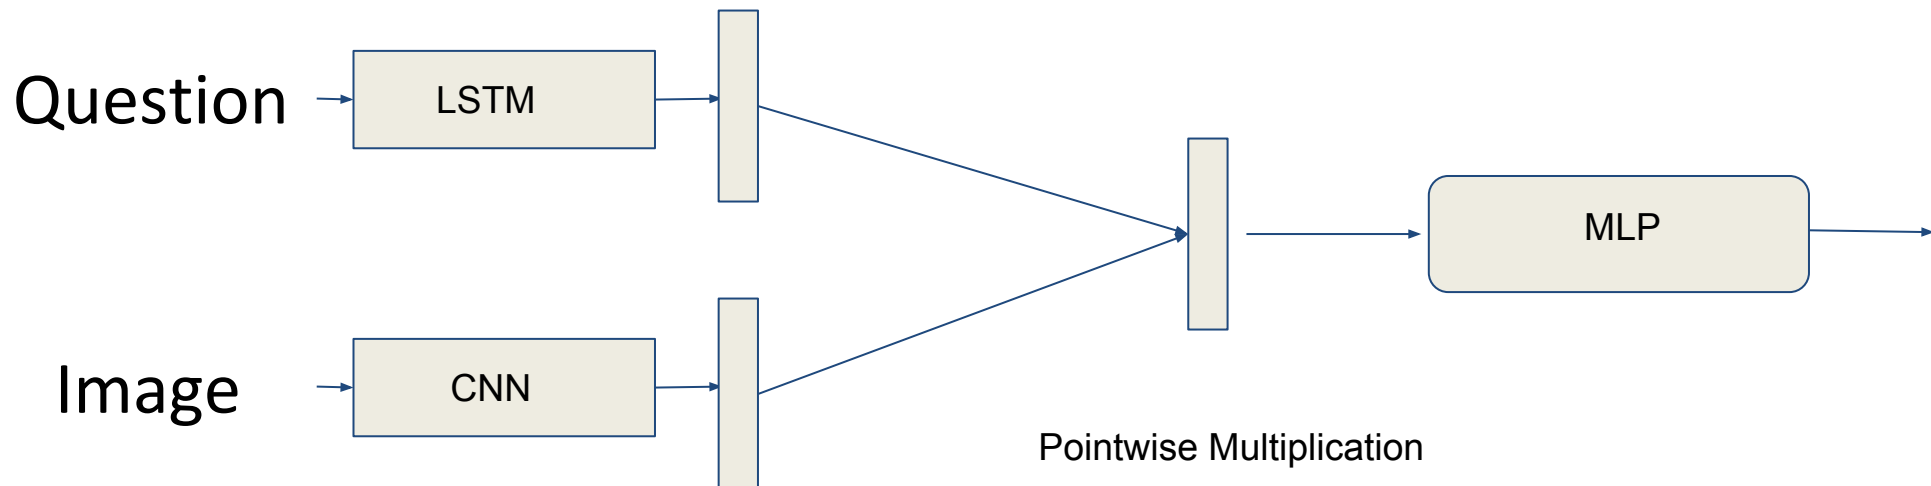 Question
LSTM
MLP
Image
CNN
Pointwise Multiplication